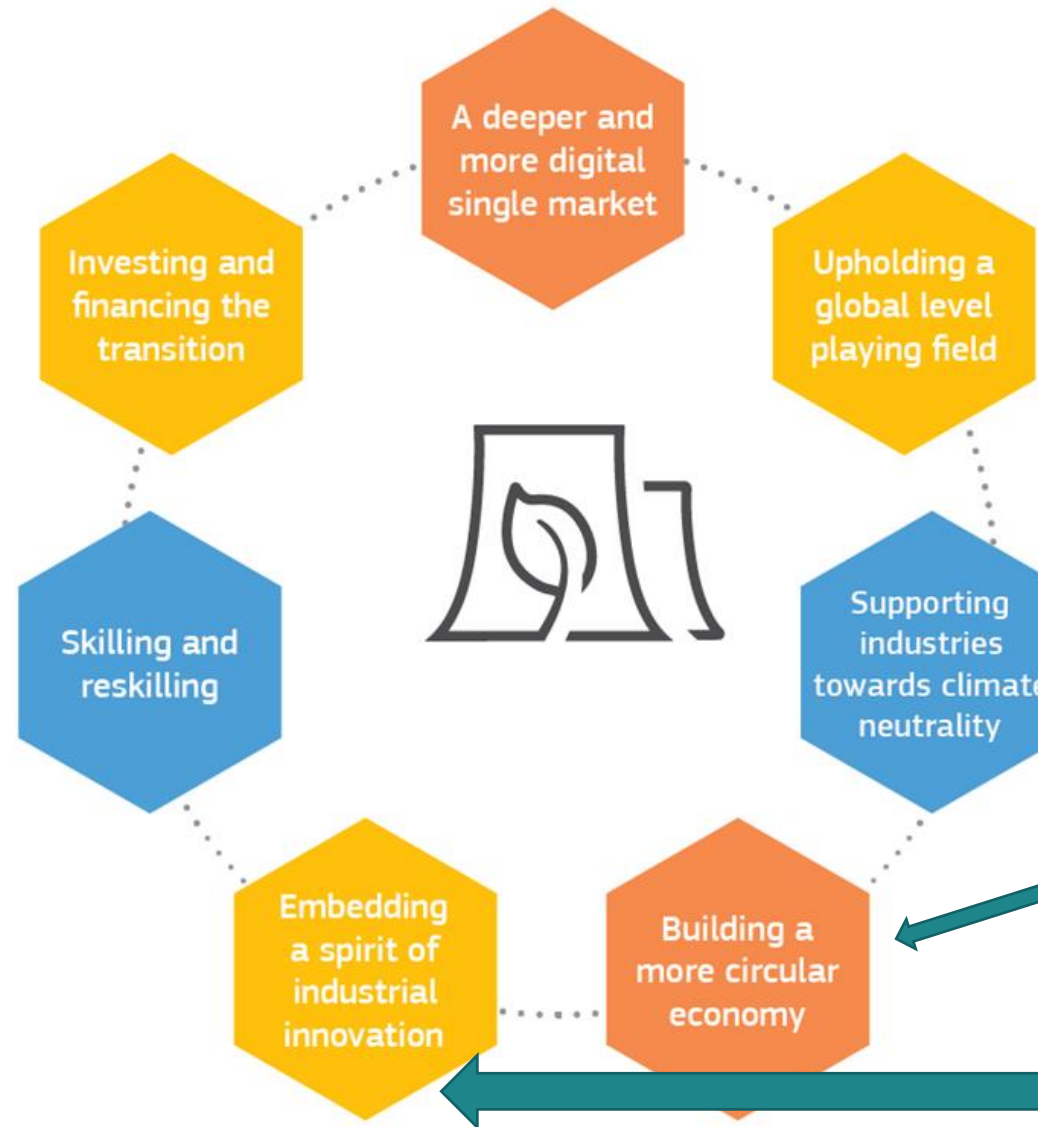 A deeper and
more digital
single market
Investing and
financing the
transition
Upholding a
global level
playing field
Skilling and
reskilling
Supporting
industries
towards climate
neutrality
Embedding
a spirit of
industrial
innovation
Building a
more circular
economy